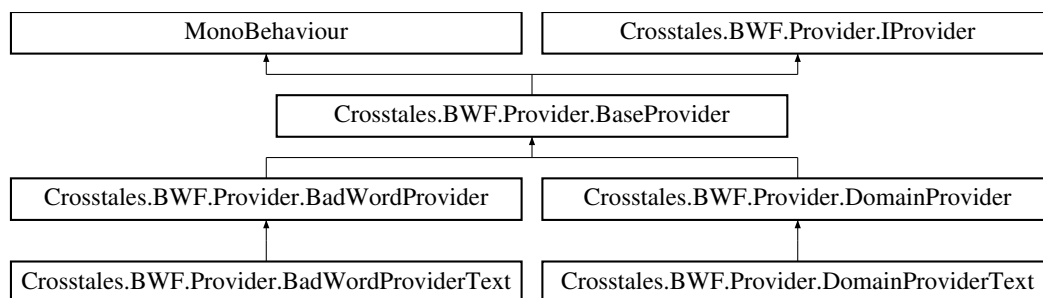 MonoBehaviour
Crosstales.BWF.Provider.IProvider
Crosstales.BWF.Provider.BaseProvider
Crosstales.BWF.Provider.BadWordProvider
Crosstales.BWF.Provider.DomainProvider
Crosstales.BWF.Provider.BadWordProviderText
Crosstales.BWF.Provider.DomainProviderText